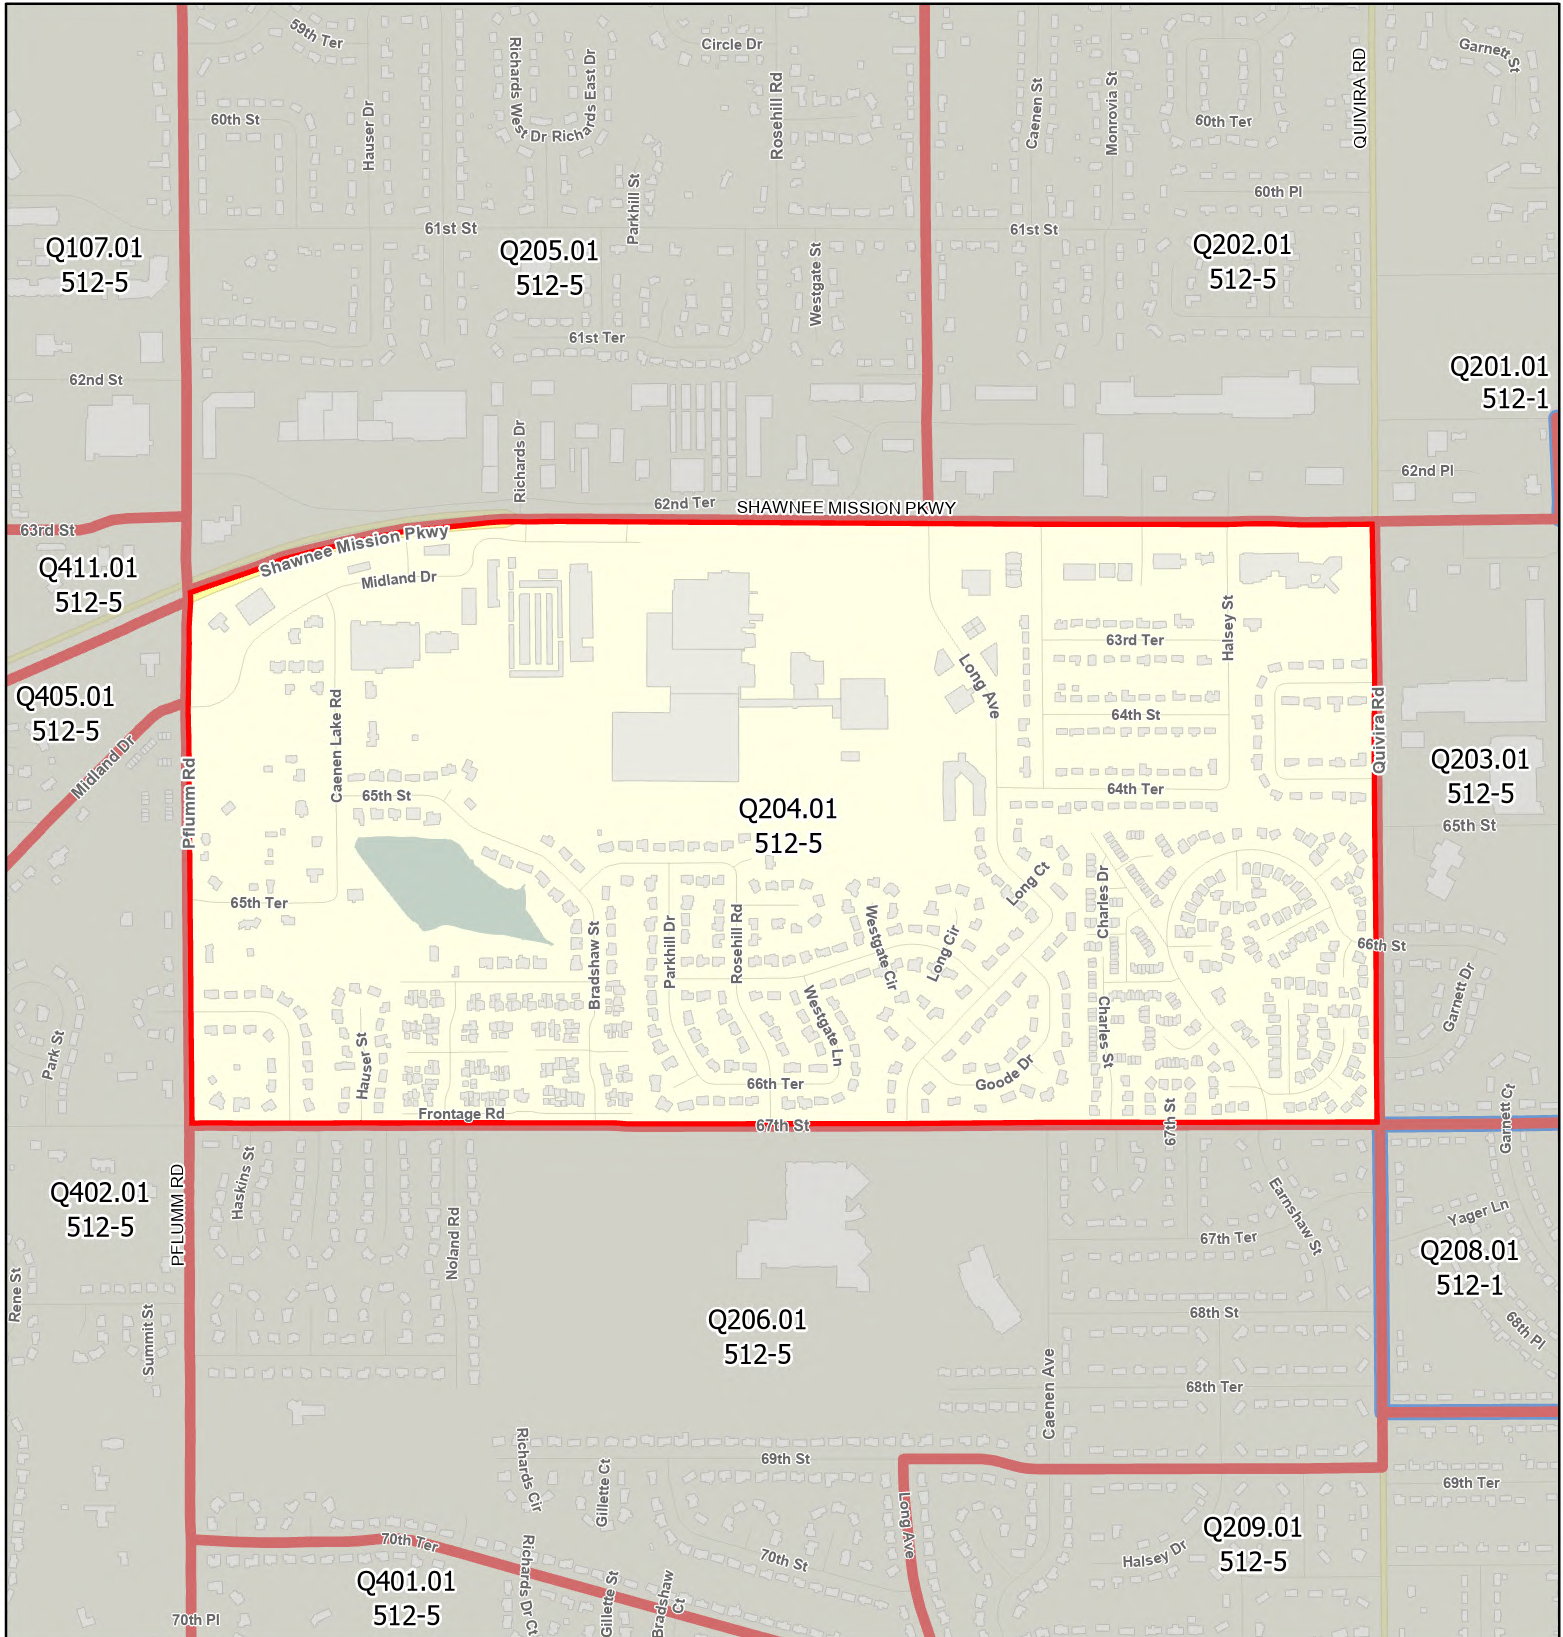 59th Ter
Richards West Dr
Richards East Dr
Circle Dr
Rosehill Rd
Caenen St
Monrovia St
QUIVIRA RD
Garnett St
60th St
Hauser Dr
60th Ter
Parkhill St
60th Pl
61st St
61st St
Q107.01
512-5
Q205.01
512-5
Westgate St
Q202.01
512-5
61st Ter
62nd St
Q201.01
512-1
Richards Dr
62nd Pl
62nd Ter
SHAWNEE MISSION PKWY
63rd St
Shawnee Mission Pkwy
Q411.01
512-5
Midland Dr
Halsey St
63rd Ter
Long Ave
Q405.01
512-5
Caenen Lake Rd
64th St
Quivira Rd
Midland Dr
Pflumm Rd
Q203.01
512-5
65th St
64th Ter
Q204.01
512-5
65th St
Long Ct
Charles Dr
65th Ter
Bradshaw St
Parkhill Dr
Rosehill Rd
Westgate Cir
Long Cir
66th St
Garnett Dr
Westgate Ln
Charles St
Park St
Hauser St
66th Ter
Goode Dr
Frontage Rd
67th St
67th St
Garnett Ct
Haskins St
PFLUMM RD
Q402.01
512-5
Noland Rd
Earnshaw St
Yager Ln
67th Ter
Q208.01
512-1
Rene St
Summit St
Q206.01
512-5
68th St
68th Pl
Caenen Ave
68th Ter
Richards Cir
Gillette Ct
69th St
69th Ter
Long Ave
Q209.01
512-5
70th Ter
70th St
Halsey Dr
Q401.01
512-5
Richards Dr Ct
Gillette St
Bradshaw Ct
70th Pl